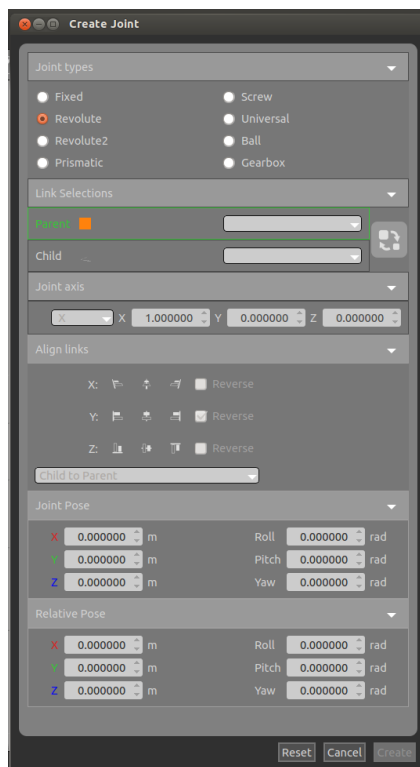 Create Joint
Joint types
Fixed Screw
Revolute Universal
Revolute2 Ball
Prismatic Gearbox
Link Selections
Parent
Child
Joint axis
X X 1.000000 Y 0.000000 Z 0.000000
Align links
X: Reverse
Y: Reverse
Z: Reverse
Child to Parent
Joint Pose
X 0.000000 m Roll 0.000000 rad
Y 0.000000 m Pitch 0.000000 rad
Z 0.000000 m Yaw 0.000000 rad
Relative Pose
X 0.000000 m Roll 0.000000 rad
Y 0.000000 m Pitch 0.000000 rad
Z 0.000000 m Yaw 0.000000 rad
Reset Cancel Create